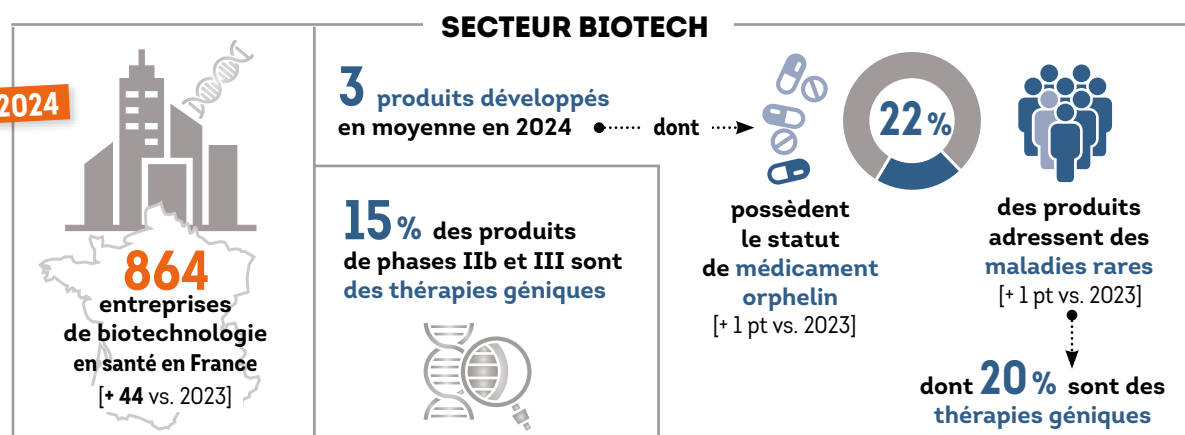 SECTEUR BIOTECH
2024
864
entreprises
de biotechnologie
en santé en France
[+ 44 vs. 2023]
3 produits développés
en moyenne en 2024
dont
15 % des produits
de phases IIb et III sont
des thérapies géniques
possèdent
le statut
de médicament
orphelin
[+ 1 pt vs. 2023]
22 %
des produits
adressent des
maladies rares
[+ 1 pt vs. 2023]
dont 20 % sont des
thérapies géniques